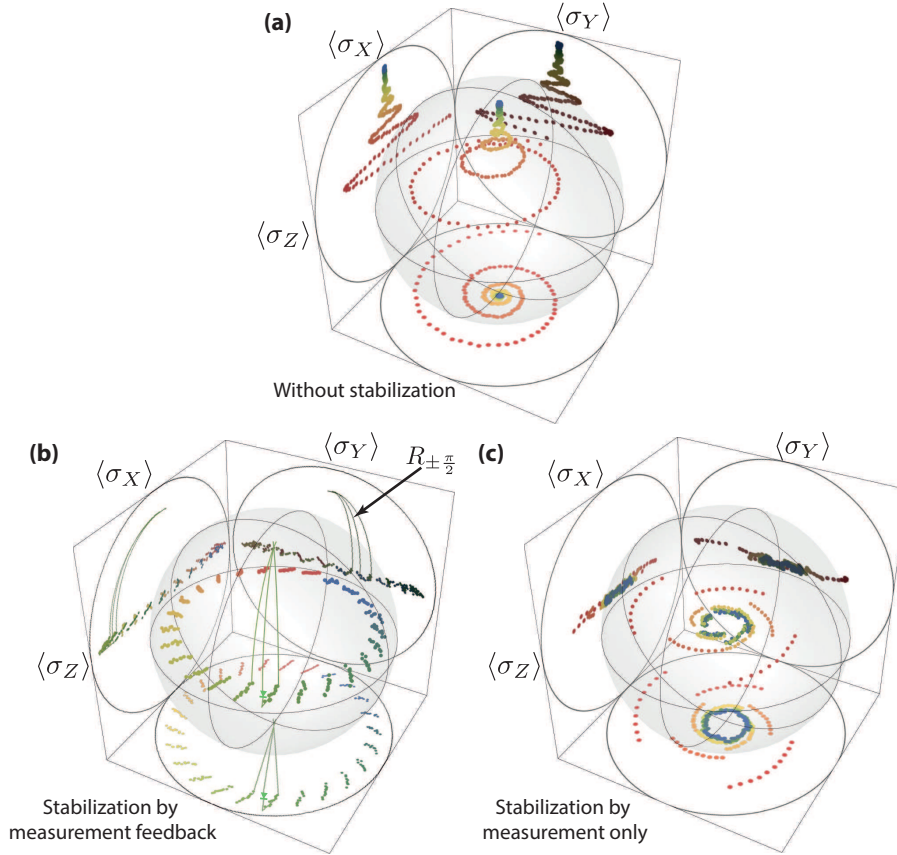 (a)
⟨σ_X⟩
⟨σ_Y⟩
⟨σ_Z⟩
Without stabilization
(b)
⟨σ_X⟩
⟨σ_Y⟩
R_{±π/2}
⟨σ_Z⟩
Stabilization by
measurement feedback
(c)
⟨σ_X⟩
⟨σ_Y⟩
⟨σ_Z⟩
Stabilization by
measurement only